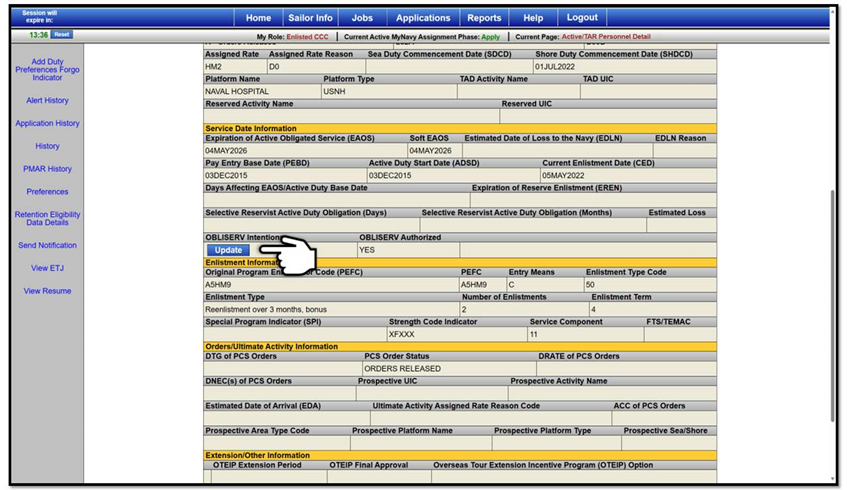 Session will
expire in:
Home Sailor Info Jobs Applications Reports Help Logout
13:36 Reset
My Role: Enlisted CCC | Current Active MyNavy Assignment Phase: Apply | Current Page: Active/TAR Personnel Detail
Add Duty
Preferences Forgo
Indicator
Alert History
Application History
History
PMAR History
Preferences
Retention Eligibility
Data Details
Send Notification
View ETJ
View Resume
Assigned Rate Assigned Rate Reason Sea Duty Commencement Date (SDCD) Shore Duty Commencement Date (SHDCD)
HM2 D0 01JUL2022
Platform Name Platform Type TAD Activity Name TAD UIC
NAVAL HOSPITAL USNH
Reserved Activity Name Reserved UIC
Service Date Information
Expiration of Active Obligated Service (EAOS) Soft EAOS Estimated Date of Loss to the Navy (EDLN) EDLN Reason
04MAY2026 04MAY2026
Pay Entry Base Date (PEBD) Active Duty Start Date (ADSD) Current Enlistment Date (CED)
03DEC2015 03DEC2015 05MAY2022
Days Affecting EAOS/Active Duty Base Date Expiration of Reserve Enlistment (EREN)
Selective Reservist Active Duty Obligation (Days) Selective Reservist Active Duty Obligation (Months) Estimated Loss
OBLISERV Intention OBLISERV Authorized
Update YES
Enlistment Informa
Original Program En or Code (PEFC) PEFC Entry Means Enlistment Type Code
A5HM9 A5HM9 C 50
Enlistment Type Number of Enlistments Enlistment Term
Reenlistment over 3 months, bonus 2 4
Special Program Indicator (SPI) Strength Code Indicator Service Component FTS/TEMAC
XFXXX 11
Orders/Ultimate Activity Information
DTG of PCS Orders PCS Order Status DRATE of PCS Orders
ORDERS RELEASED
DNEC(s) of PCS Orders Prospective UIC Prospective Activity Name
Estimated Date of Arrival (EDA) Ultimate Activity Assigned Rate Reason Code ACC of PCS Orders
Prospective Area Type Code Prospective Platform Name Prospective Platform Type Prospective Sea/Shore
Extension/Other Information
OTEIP Extension Period OTEIP Final Approval Overseas Tour Extension Incentive Program (OTEIP) Option